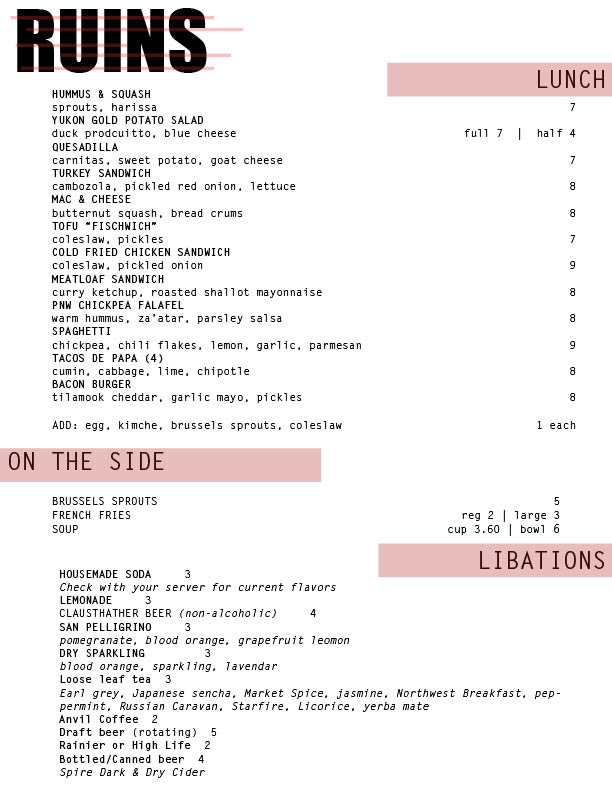 RUINS
LUNCH
HUMMUS & SQUASH
sprouts, harissa 7
YUKON GOLD POTATO SALAD
duck prodcuitto, blue cheese full 7 | half 4
QUESADILLA
carnitas, sweet potato, goat cheese 7
TURKEY SANDWICH
cambozola, pickled red onion, lettuce 8
MAC & CHEESE
butternut squash, bread crums 8
TOFU “FISCHWICH”
coleslaw, pickles 7
COLD FRIED CHICKEN SANDWICH
coleslaw, pickled onion 9
MEATLOAF SANDWICH
curry ketchup, roasted shallot mayonnaise 8
PNW CHICKPEA FALAFEL
warm hummus, za’atar, parsley salsa 8
SPAGHETTI
chickpea, chili flakes, lemon, garlic, parmesan 9
TACOS DE PAPA (4)
cumin, cabbage, lime, chipotle 8
BACON BURGER
tilamook cheddar, garlic mayo, pickles 8
ADD: egg, kimche, brussels sprouts, coleslaw 1 each
ON THE SIDE
BRUSSELS SPROUTS 5
FRENCH FRIES reg 2 | large 3
SOUP cup 3.60 | bowl 6
LIBATIONS
HOUSEMADE SODA 3
Check with your server for current flavors
LEMONADE 3
CLAUSTHATHER BEER (non-alcoholic) 4
SAN PELLIGRINO 3
pomegranate, blood orange, grapefruit leomon
DRY SPARKLING 3
blood orange, sparkling, lavendar
Loose leaf tea 3
Earl grey, Japanese sencha, Market Spice, jasmine, Northwest Breakfast, pep-
permint, Russian Caravan, Starfire, Licorice, yerba mate
Anvil Coffee 2
Draft beer (rotating) 5
Rainier or High Life 2
Bottled/Canned beer 4
Spire Dark & Dry Cider